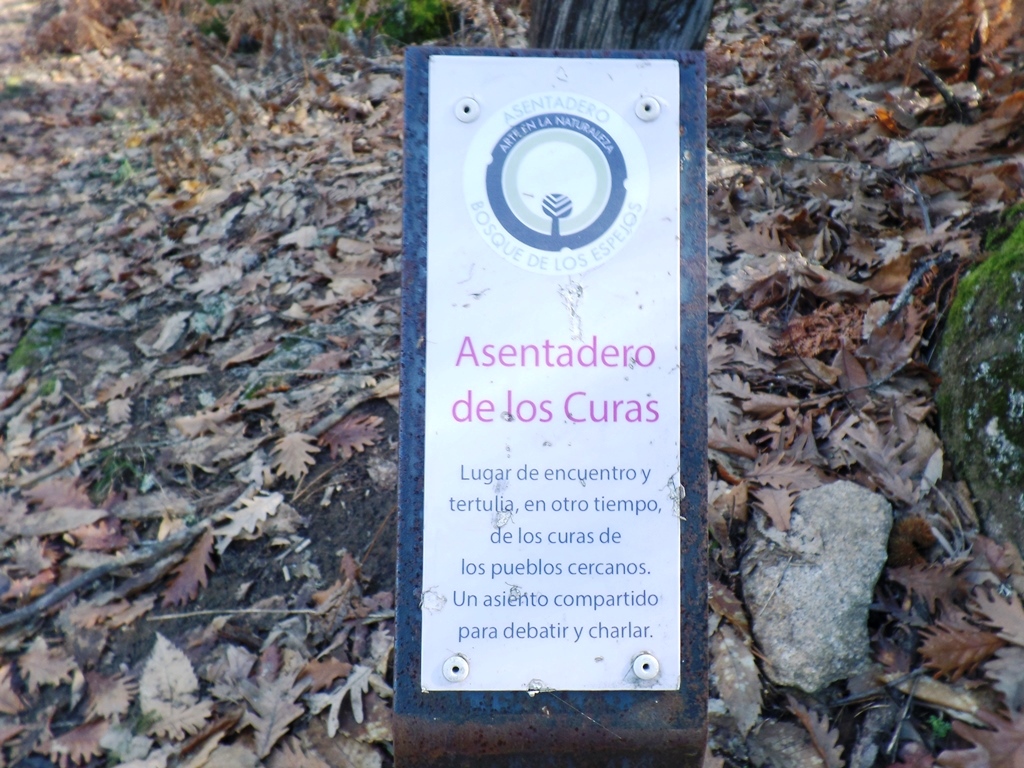 ASENTADERO
ARTE EN LA NATURALEZA
BOSQUE DE LOS ESPEJOS
Asentadero
de los Curas
Lugar de encuentro y
tertulia, en otro tiempo,
de los curas de
los pueblos cercanos.
Un asiento compartido
para debatir y charlar.